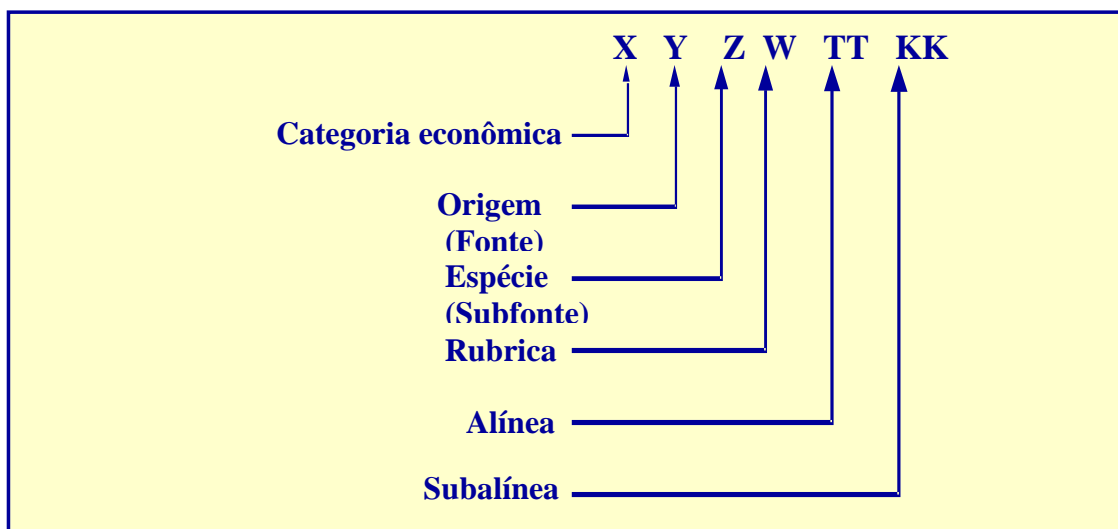 X Y Z W TT KK
Categoria econômica
Origem
(Fonte)
Espécie
(Subfonte)
Rubrica
Alínea
Subalínea